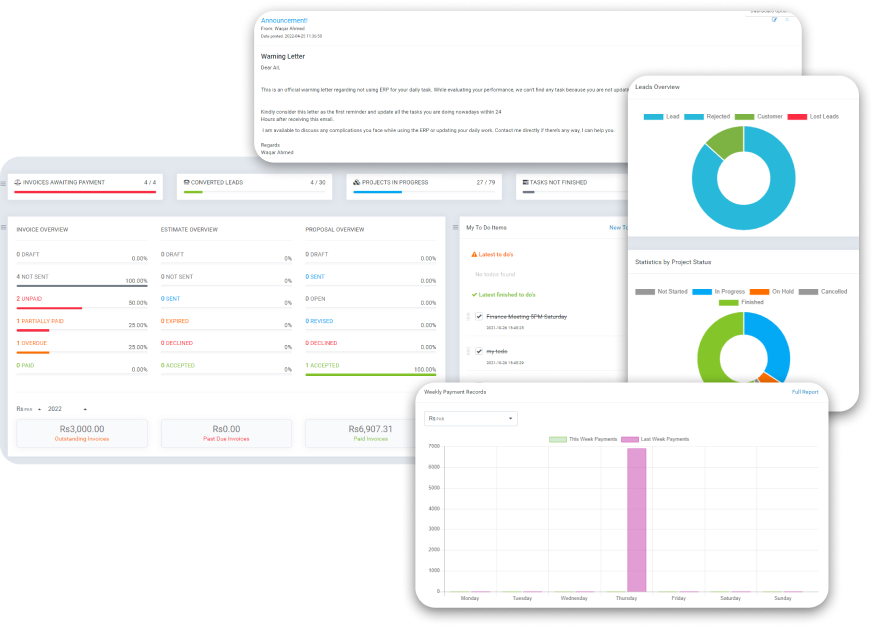 Announcement!
From: Waqar Ahmed
Date posted: 2022-04-25 11:35:59
Warning Letter
Dear All,
This is an official warning letter regarding not using ERP for your daily task. While evaluating your performance, we can't find any task because you are not updatin
Kindly consider this letter as the first reminder and update all the tasks you are doing nowadays within 24
Hours after receiving this email.
I am available to discuss any complications you face while using the ERP or updating your daily work. Contact me directly if there's any way, I can help you.
Regards
Waqar Ahmed
INVOICES AWAITING PAYMENT 4 / 4
CONVERTED LEADS 4 / 30
PROJECTS IN PROGRESS 27 / 79
TASKS NOT FINISHED
INVOICE OVERVIEW
0 DRAFT 0.00%
4 NOT SENT 100.00%
2 UNPAID 50.00%
1 PARTIALLY PAID 25.00%
1 OVERDUE 25.00%
0 PAID 0.00%
ESTIMATE OVERVIEW
0 DRAFT 0%
0 NOT SENT 0%
0 SENT 0%
0 EXPIRED 0%
0 DECLINED 0%
0 ACCEPTED 0%
PROPOSAL OVERVIEW
0 DRAFT 0.00%
0 SENT 0.00%
0 OPEN 0.00%
0 REVISED 0.00%
0 DECLINED 0.00%
1 ACCEPTED 100.00%
Rs PKR 2022
Rs3,000.00
Outstanding Invoices
Rs0.00
Past Due Invoices
Rs6,907.31
Paid Invoices
My To Do Items New To
Latest to do's
No todos found
Latest finished to do's
Finance Meeting 5PM Saturday
2021-10-26 15:45:25
my todo
2021-10-26 15:45:20
Leads Overview
Lead Rejected Customer Lost Leads
Statistics by Project Status
Not Started In Progress On Hold Cancelled
Finished
Weekly Payment Records Full Report
Rs PKR
This Week Payments Last Week Payments
7000
6000
5000
4000
3000
2000
1000
0
Monday Tuesday Wednesday Thursday Friday Saturday Sunday